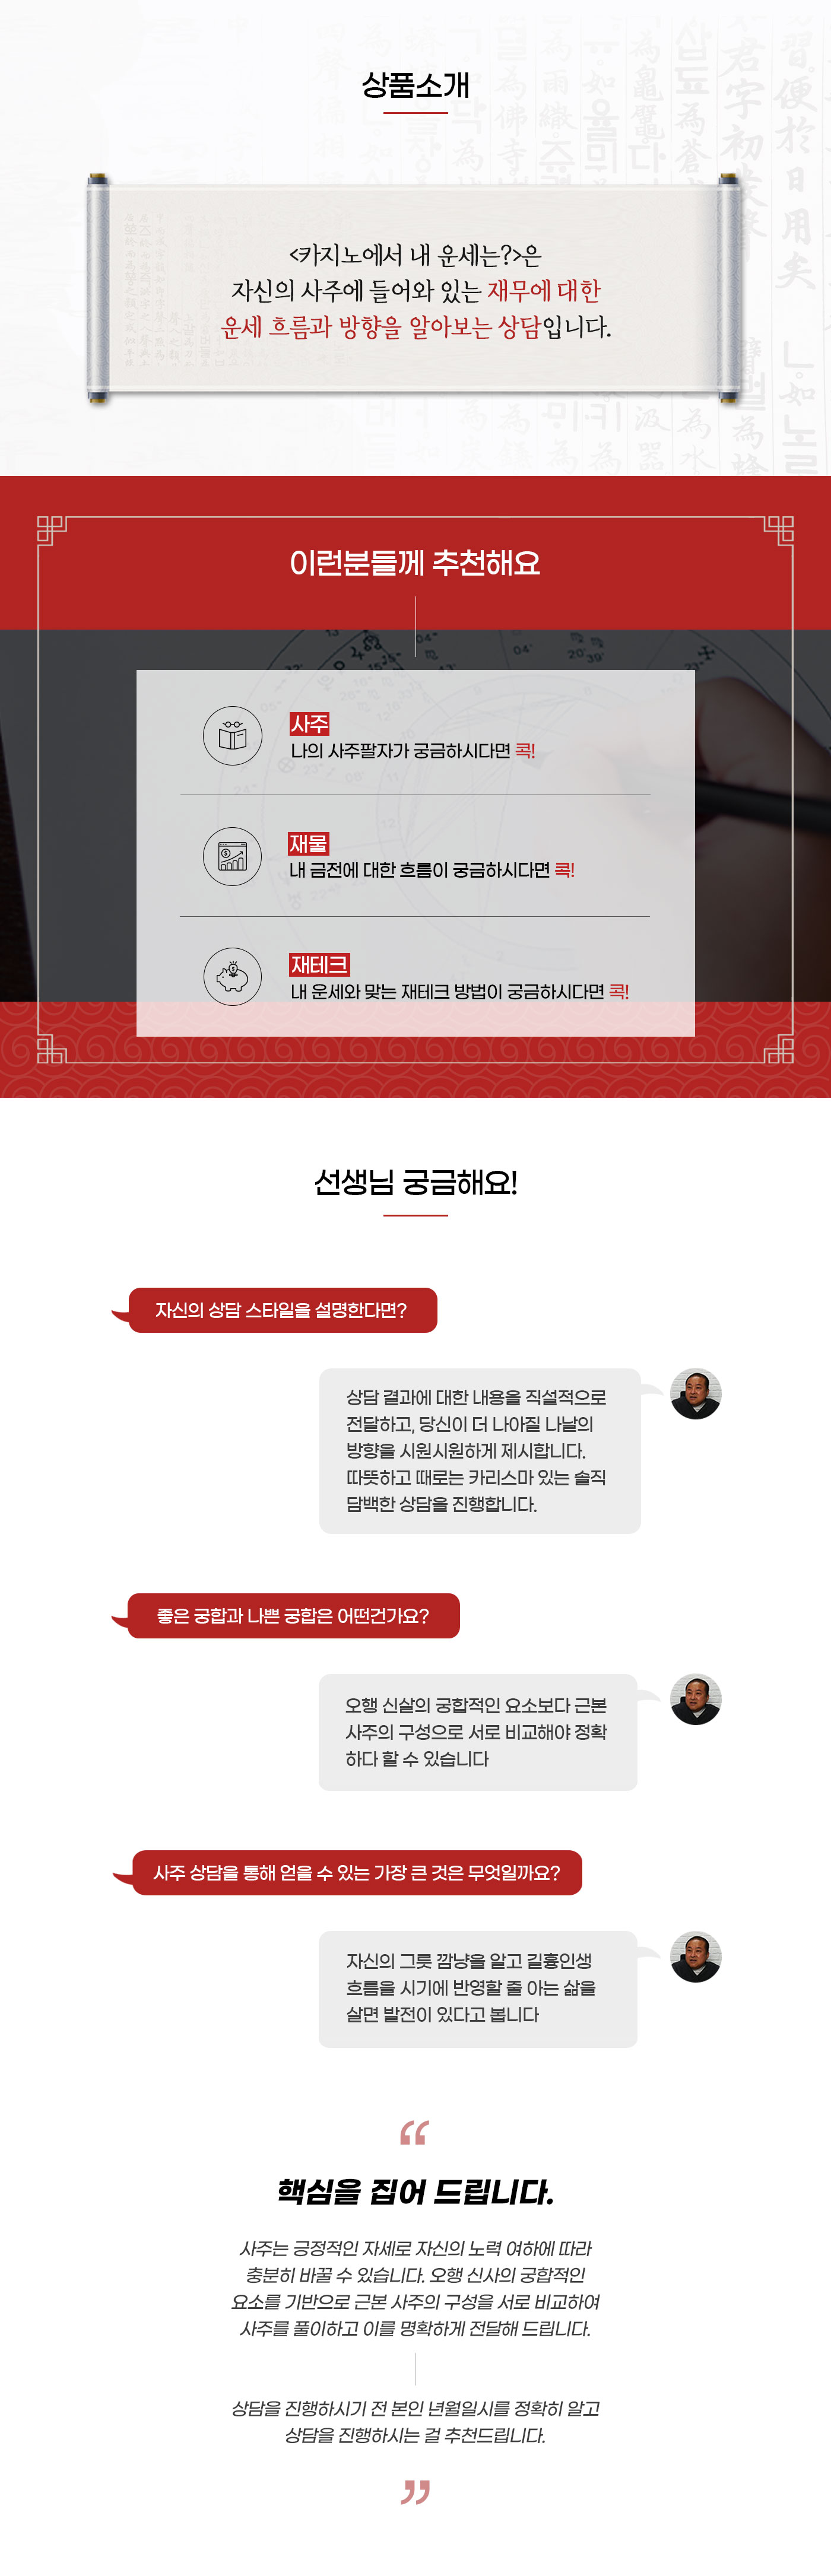 상품소개
<카지노에서 내 운세는?>은
자신의 사주에 들어와 있는 재무에 대한
운세 흐름과 방향을 알아보는 상담입니다.
이런분들께 추천해요
사주
나의 사주팔자가 궁금하시다면 콕!
재물
내 금전에 대한 흐름이 궁금하시다면 콕!
재테크
내 운세와 맞는 재테크 방법이 궁금하시다면 콕!
선생님 궁금해요!
자신의 상담 스타일을 설명한다면?
상담 결과에 대한 내용을 직설적으로
전달하고, 당신이 더 나아질 나날의
방향을 시원시원하게 제시합니다.
따뜻하고 때로는 카리스마 있는 솔직
담백한 상담을 진행합니다.
좋은 궁합과 나쁜 궁합은 어떤건가요?
오행 신살의 궁합적인 요소보다 근본
사주의 구성으로 서로 비교해야 정확
하다 할 수 있습니다
사주 상담을 통해 얻을 수 있는 가장 큰 것은 무엇일까요?
자신의 그릇 깜냥을 알고 길흉인생
흐름을 시기에 반영할 줄 아는 삶을
살면 발전이 있다고 봅니다
“
핵심을 집어 드립니다.
사주는 긍정적인 자세로 자신의 노력 여하에 따라
충분히 바꿀 수 있습니다. 오행 신사의 궁합적인
요소를 기반으로 근본 사주의 구성을 서로 비교하여
사주를 풀이하고 이를 명확하게 전달해 드립니다.
상담을 진행하시기 전 본인 년월일시를 정확히 알고
상담을 진행하시는 걸 추천드립니다.
”